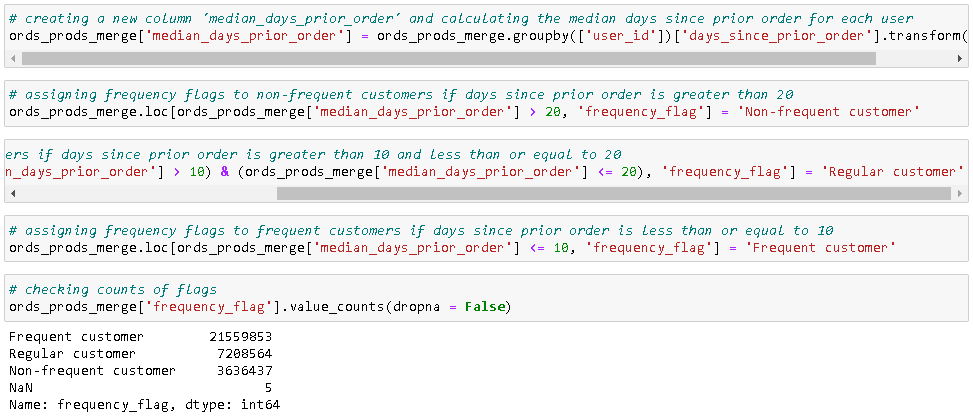 # creating a new column 'median_days_prior_order' and calculating the median days since prior order for each user
ords_prods_merge['median_days_prior_order'] = ords_prods_merge.groupby(['user_id'])['days_since_prior_order'].transform(
# assigning frequency flags to non-frequent customers if days since prior order is greater than 20
ords_prods_merge.loc[ords_prods_merge['median_days_prior_order'] > 20, 'frequency_flag'] = 'Non-frequent customer'
ers if days since prior order is greater than 10 and less than or equal to 20
n_days_prior_order'] > 10) & (ords_prods_merge['median_days_prior_order'] <= 20), 'frequency_flag'] = 'Regular customer'
# assigning frequency flags to frequent customers if days since prior order is less than or equal to 10
ords_prods_merge.loc[ords_prods_merge['median_days_prior_order'] <= 10, 'frequency_flag'] = 'Frequent customer'
# checking counts of flags
ords_prods_merge['frequency_flag'].value_counts(dropna = False)
Frequent customer        21559853
Regular customer          7208564
Non-frequent customer     3636437
NaN                             5
Name: frequency_flag, dtype: int64